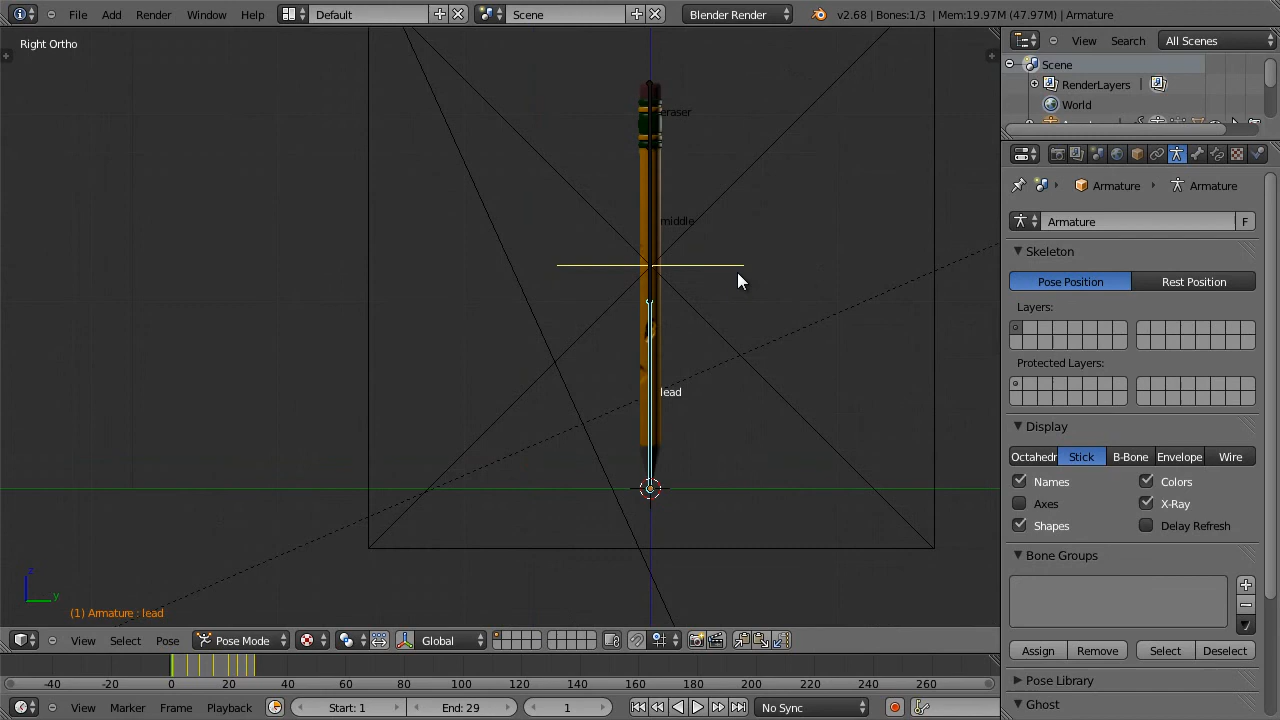 File Add Render Window Help Default Scene Blender Render v2.68 | Bones:1/3 | Mem:19.97M (47.97M) | Armature
Right Ortho
View Search All Scenes
Scene
RenderLayers
World
Armature Armature
Armature F
Skeleton
Pose Position Rest Position
Layers:
Protected Layers:
Display
Octahedr Stick B-Bone Envelope Wire
Names Colors
Axes X-Ray
Shapes Delay Refresh
Bone Groups
Assign Remove Select Deselect
Pose Library
Ghost
eraser
middle
lead
z
y
(1) Armature : lead
View Select Pose Pose Mode Global
-40 -20 0 20 40 60 80 100 120 140 160 180 200 220 240 260
View Marker Frame Playback Start: 1 End: 29 1 No Sync